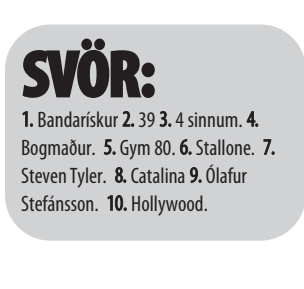 SVÖR:
1. Bandarískur 2. 39 3. 4 sinnum. 4.
Bogmaður. 5. Gym 80. 6. Stallone. 7.
Steven Tyler. 8. Catalina 9. Ólafur
Stefánsson. 10. Hollywood.